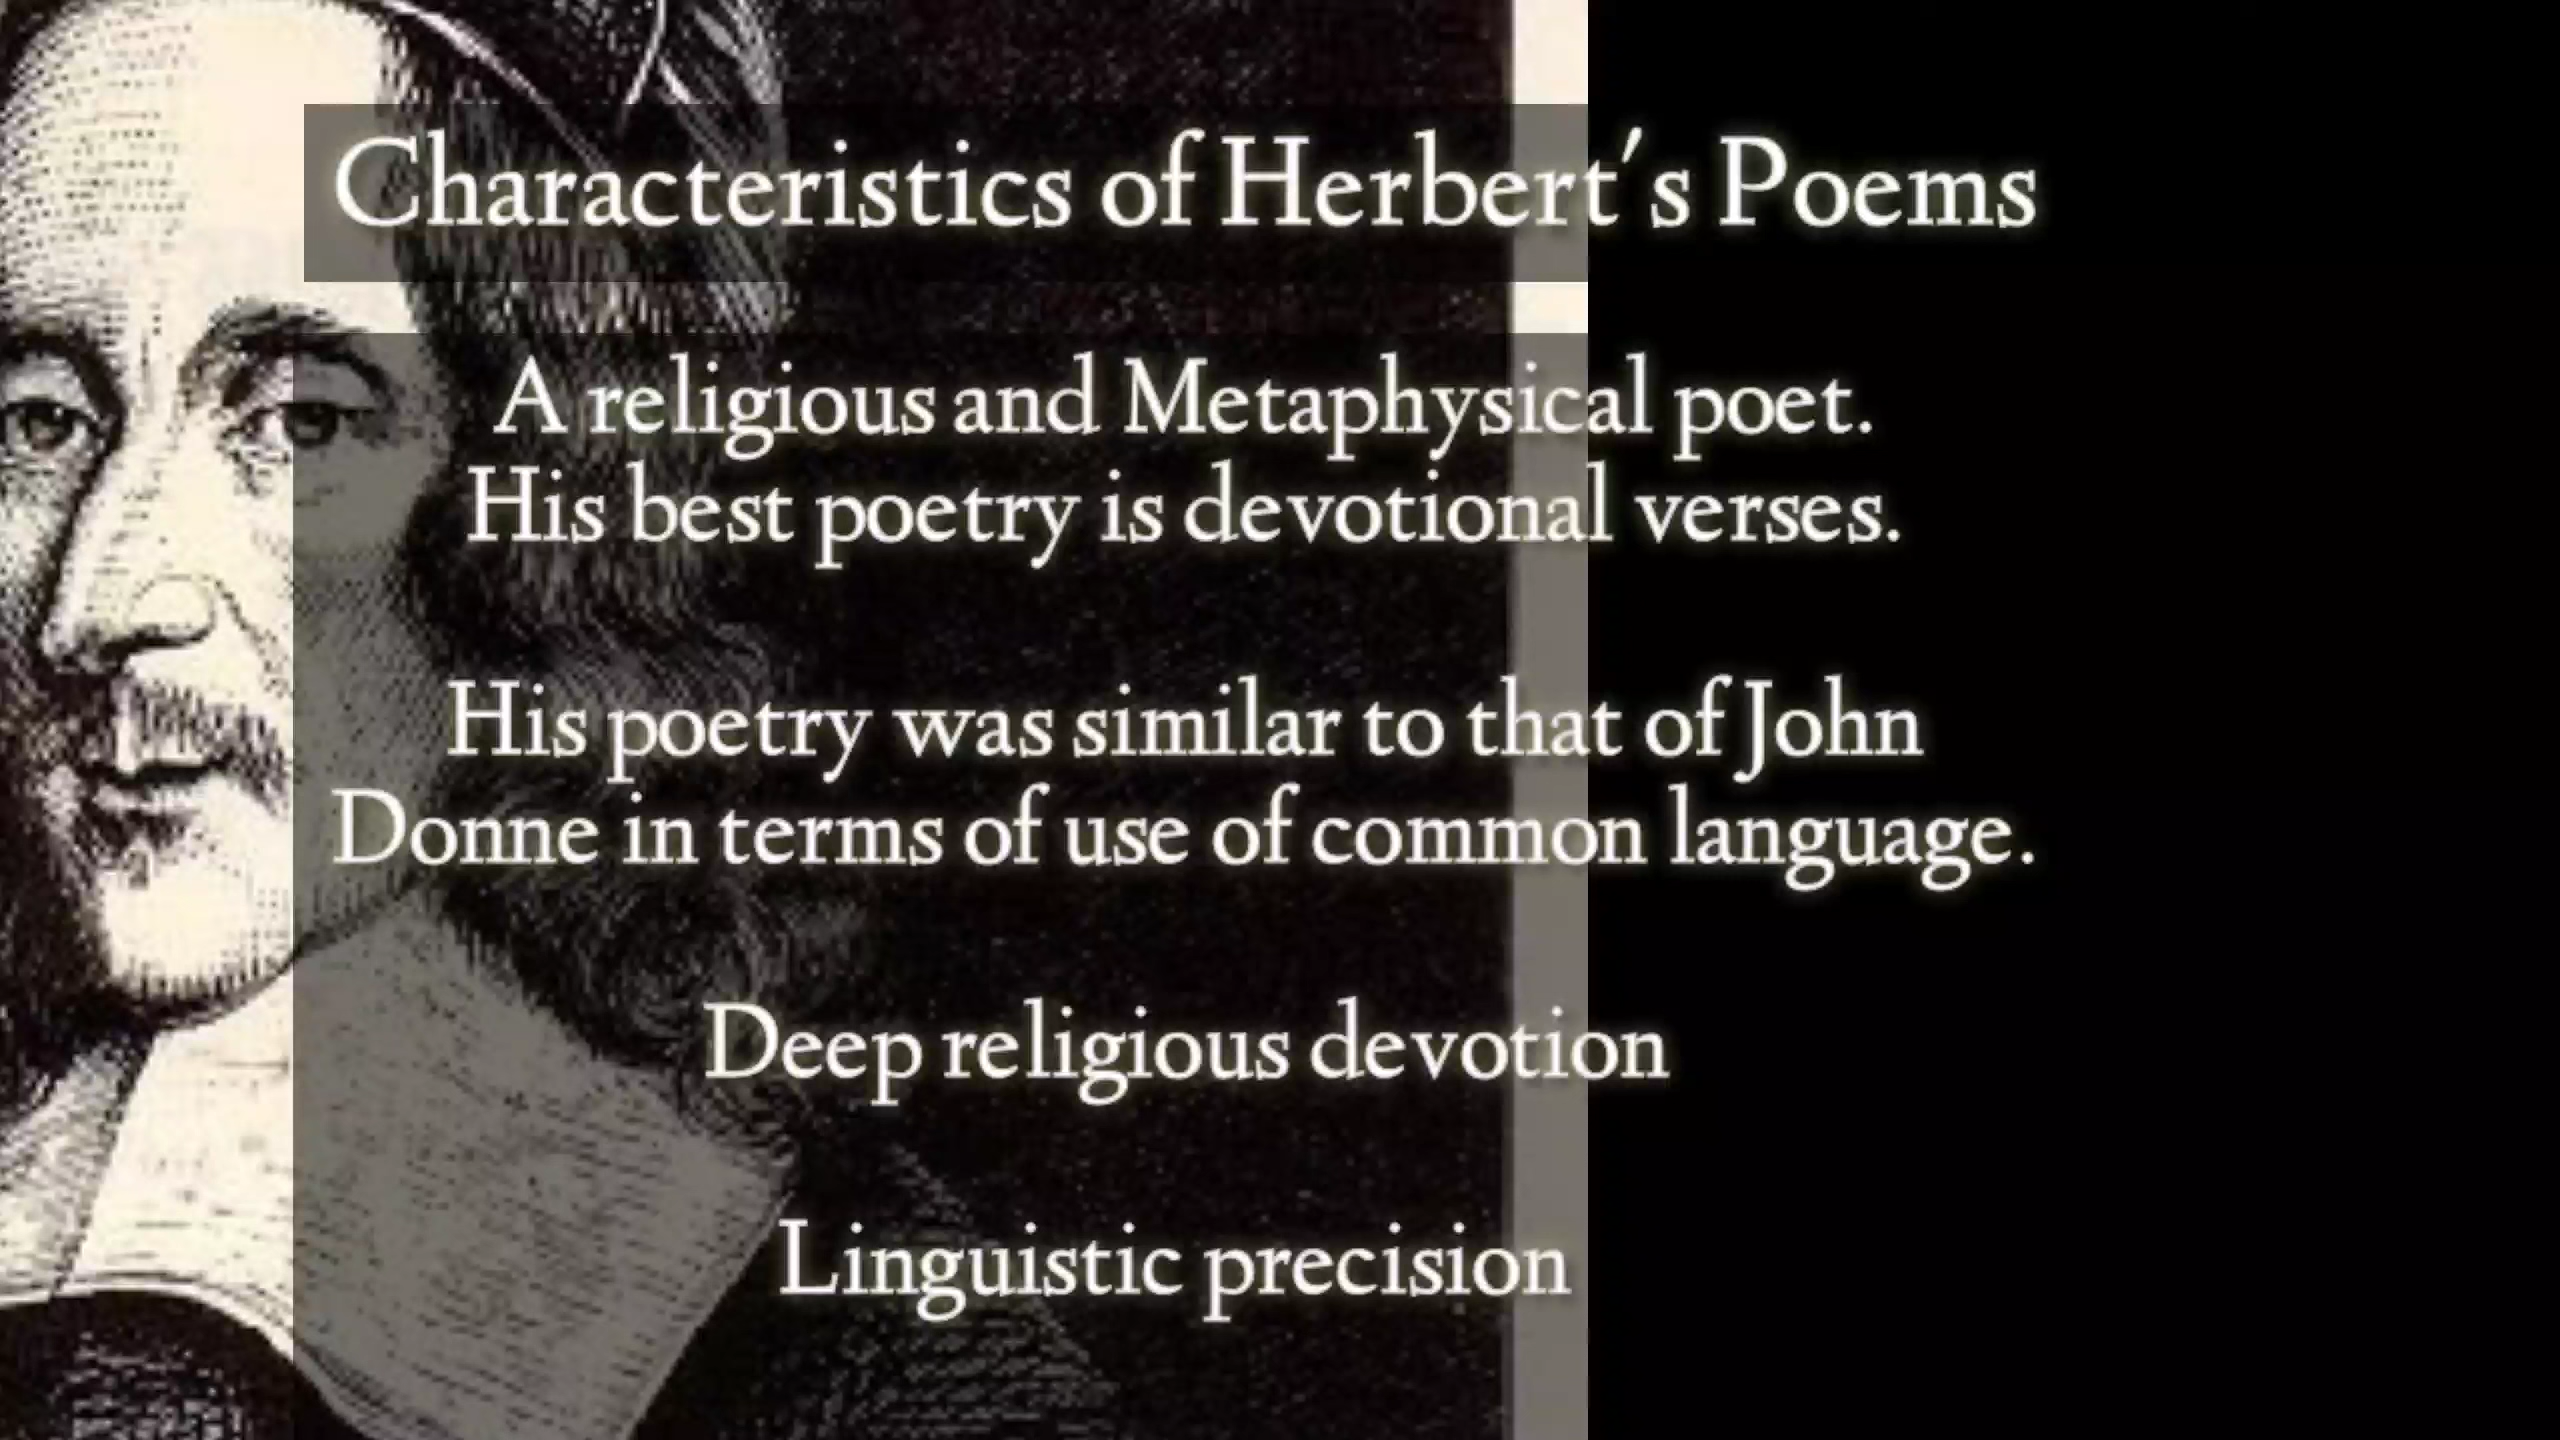 Characteristics of Herbert's Poems
A religious and Metaphysical poet.
His best poetry is devotional verses.
His poetry was similar to that of John
Donne in terms of use of common language.
Deep religious devotion
Linguistic precision